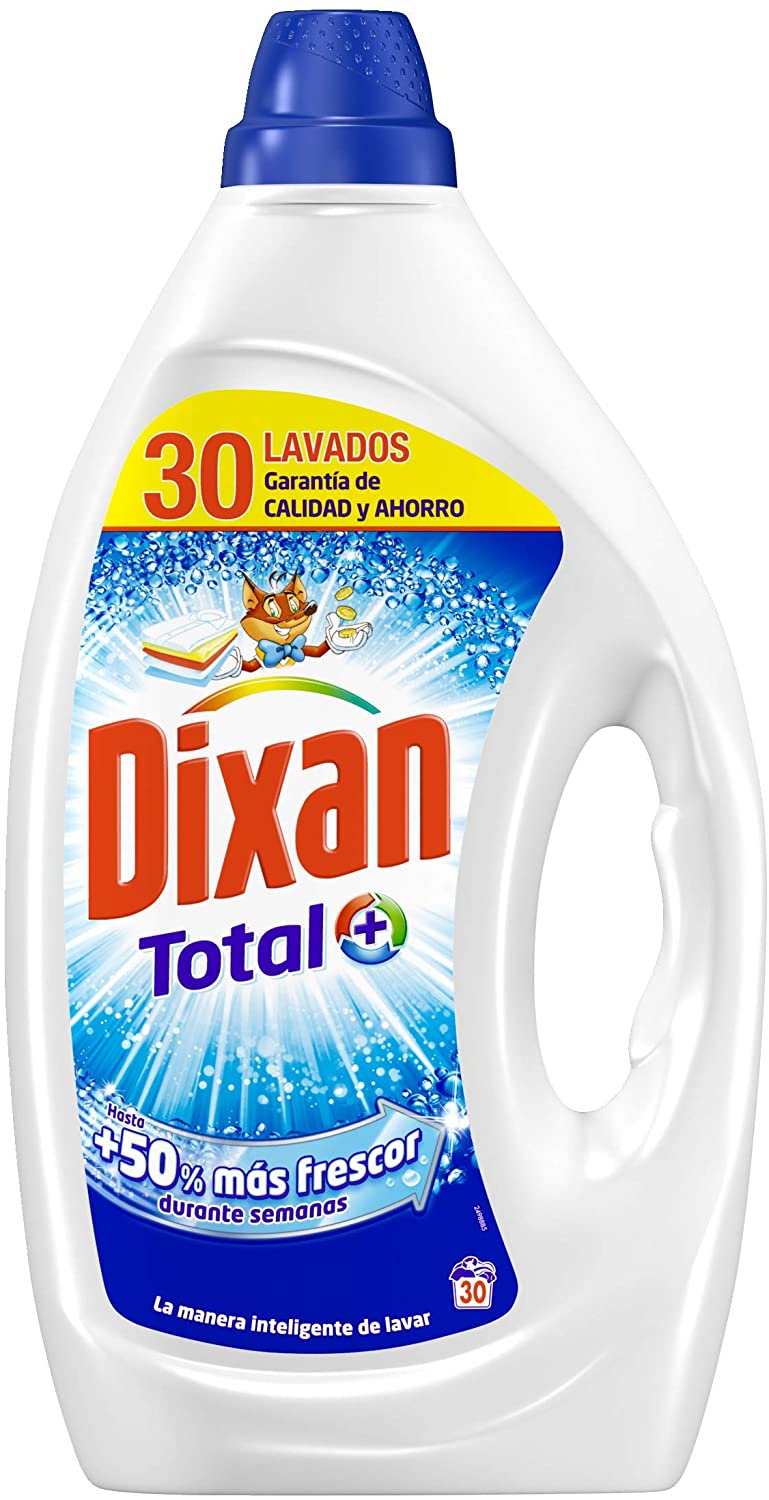 30 LAVADOS
Garantía de
CALIDAD y AHORRO
Dixan
Total +
Hasta
+50% más frescor
durante semanas
2498085
30
La manera inteligente de lavar